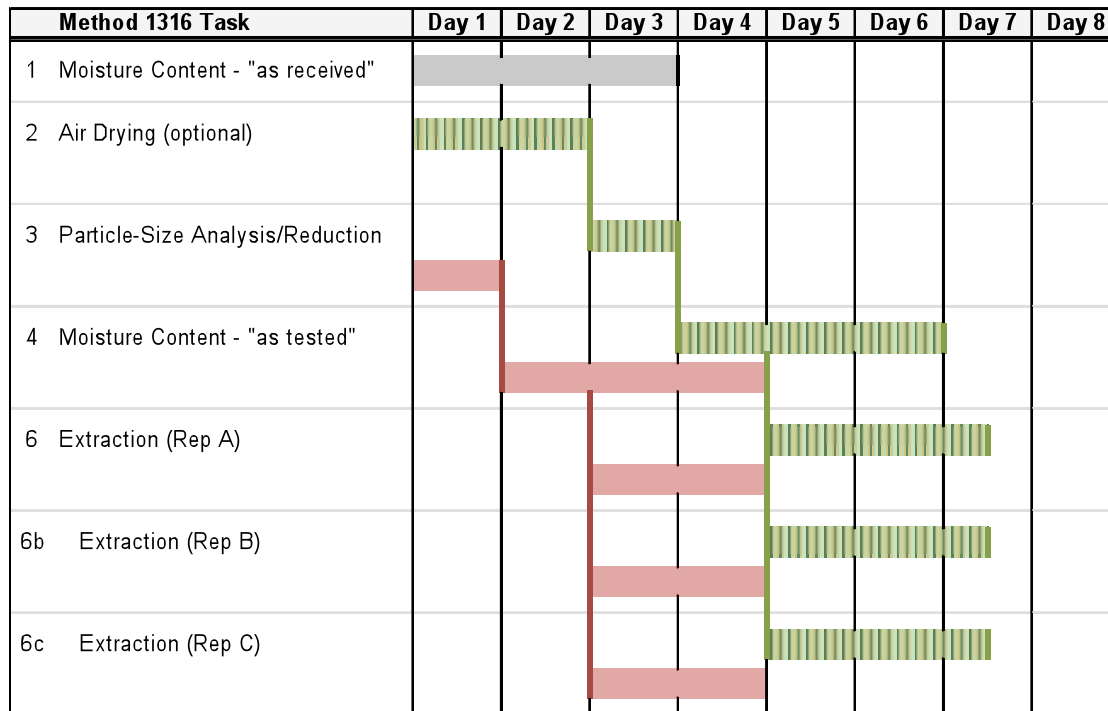 Method 1316 Task Day 1 Day 2 Day 3 Day 4 Day 5 Day 6 Day 7 Day 8
1 Moisture Content - "as received"
2 Air Drying (optional)
3 Particle-Size Analysis/Reduction
4 Moisture Content - "as tested"
6 Extraction (Rep A)
6b Extraction (Rep B)
6c Extraction (Rep C)